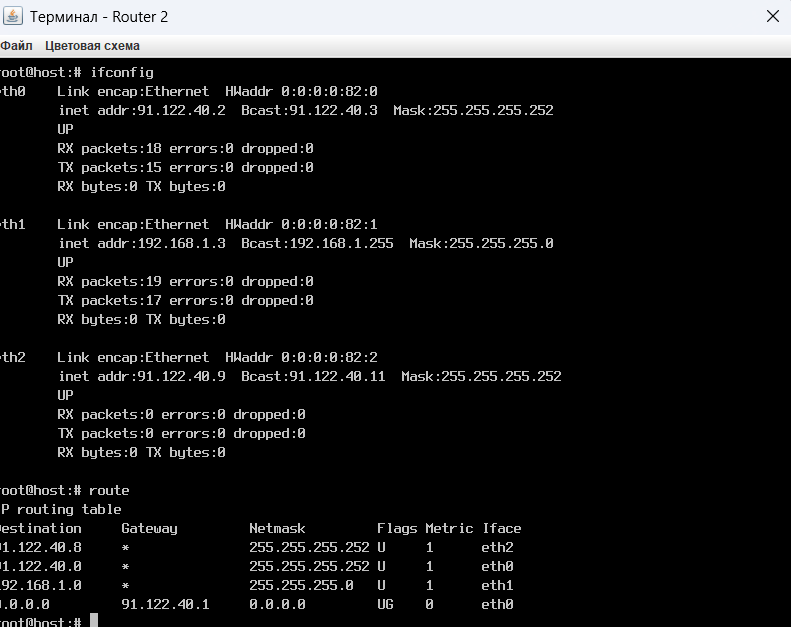 Терминал - Router 2
Файл Цветовая схема
oot@host:# ifconfig
th0 Link encap:Ethernet HWaddr 0:0:0:0:82:0
inet addr:91.122.40.2 Bcast:91.122.40.3 Mask:255.255.255.252
UP
RX packets:18 errors:0 dropped:0
TX packets:15 errors:0 dropped:0
RX bytes:0 TX bytes:0
th1 Link encap:Ethernet HWaddr 0:0:0:0:82:1
inet addr:192.168.1.3 Bcast:192.168.1.255 Mask:255.255.255.0
UP
RX packets:19 errors:0 dropped:0
TX packets:17 errors:0 dropped:0
RX bytes:0 TX bytes:0
th2 Link encap:Ethernet HWaddr 0:0:0:0:82:2
inet addr:91.122.40.9 Bcast:91.122.40.11 Mask:255.255.255.252
UP
RX packets:0 errors:0 dropped:0
TX packets:0 errors:0 dropped:0
RX bytes:0 TX bytes:0
oot@host:# route
P routing table
estination Gateway Netmask Flags Metric Iface
1.122.40.8 * 255.255.255.252 U 1 eth2
1.122.40.0 * 255.255.255.252 U 1 eth0
92.168.1.0 * 255.255.255.0 U 1 eth1
.0.0.0 91.122.40.1 0.0.0.0 UG 0 eth0
oot@host:#